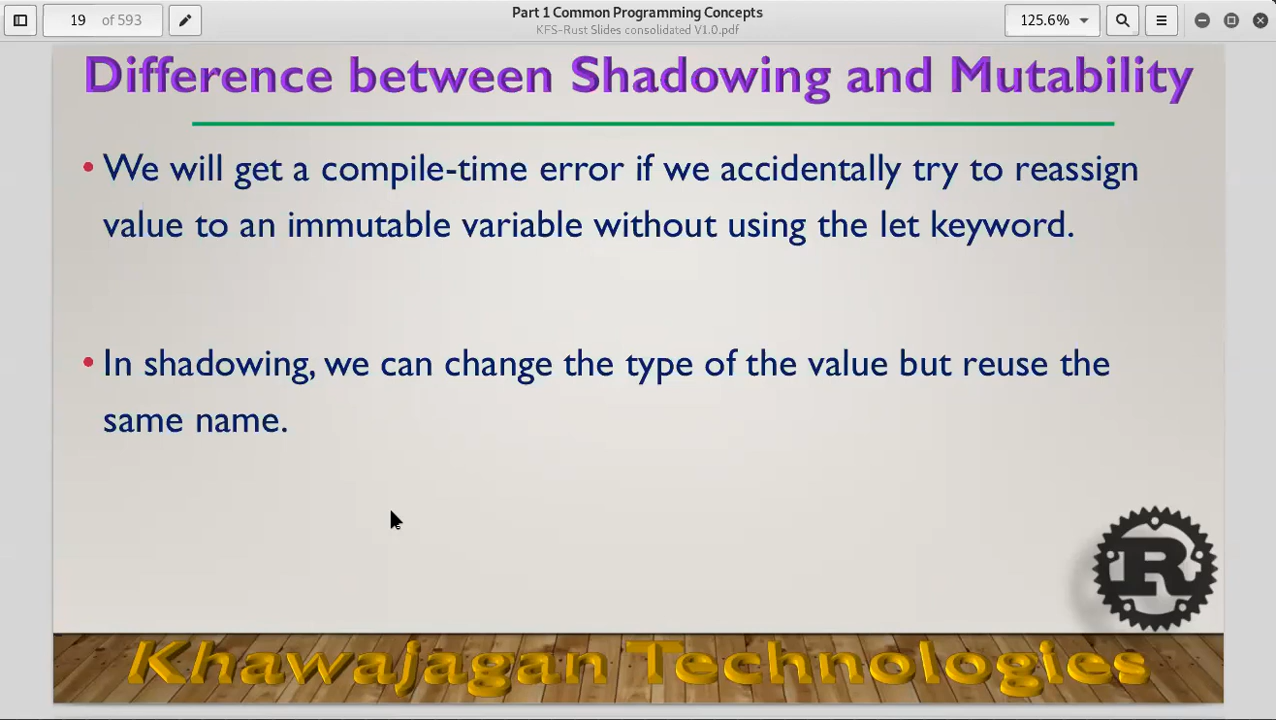 19 of 593
Part 1 Common Programming Concepts
KFS-Rust Slides consolidated V1.0.pdf
125.6%
Difference between Shadowing and Mutability
• We will get a compile-time error if we accidentally try to reassign
value to an immutable variable without using the let keyword.
• In shadowing, we can change the type of the value but reuse the
same name.
R
Khawajagan Technologies